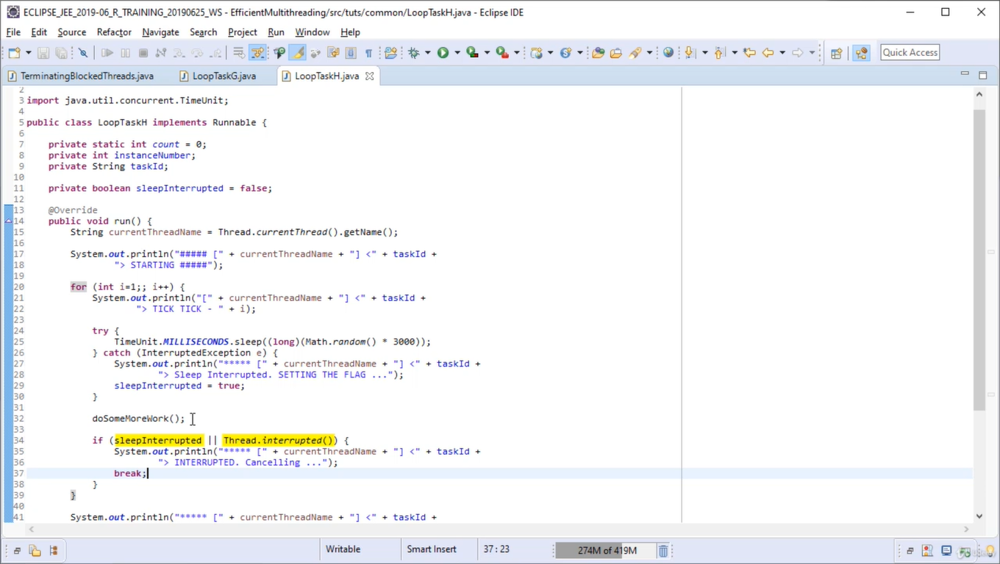 ECLIPSE_JEE_2019-06_R_TRAINING_20190625_WS - EfficientMultithreading/src/tuts/common/LoopTaskH.java - Eclipse IDE
File Edit Source Refactor Navigate Search Project Run Window Help
Quick Access
TerminatingBlockedThreads.java LoopTaskG.java LoopTaskH.java
2
3 import java.util.concurrent.TimeUnit;
4
5 public class LoopTaskH implements Runnable {
6
7 private static int count = 0;
8 private int instanceNumber;
9 private String taskId;
10
11 private boolean sleepInterrupted = false;
12
13 @Override
14 public void run() {
15 String currentThreadName = Thread.currentThread().getName();
16
17 System.out.println("##### [" + currentThreadName + "] <" + taskId +
18 "> STARTING #####");
19
20 for (int i=1;; i++) {
21 System.out.println("[" + currentThreadName + "] <" + taskId +
22 "> TICK TICK - " + i);
23
24 try {
25 TimeUnit.MILLISECONDS.sleep((long)(Math.random() * 3000));
26 } catch (InterruptedException e) {
27 System.out.println("***** [" + currentThreadName + "] <" + taskId +
28 "> Sleep Interrupted. SETTING THE FLAG ...");
29 sleepInterrupted = true;
30 }
31
32 doSomeMoreWork();
33
34 if (sleepInterrupted || Thread.interrupted()) {
35 System.out.println("***** [" + currentThreadName + "] <" + taskId +
36 "> INTERRUPTED. Cancelling ...");
37 break;
38 }
39 }
40
41 System.out.println("***** [" + currentThreadName + "] <" + taskId +
Writable Smart Insert 37 : 23 274M of 419M